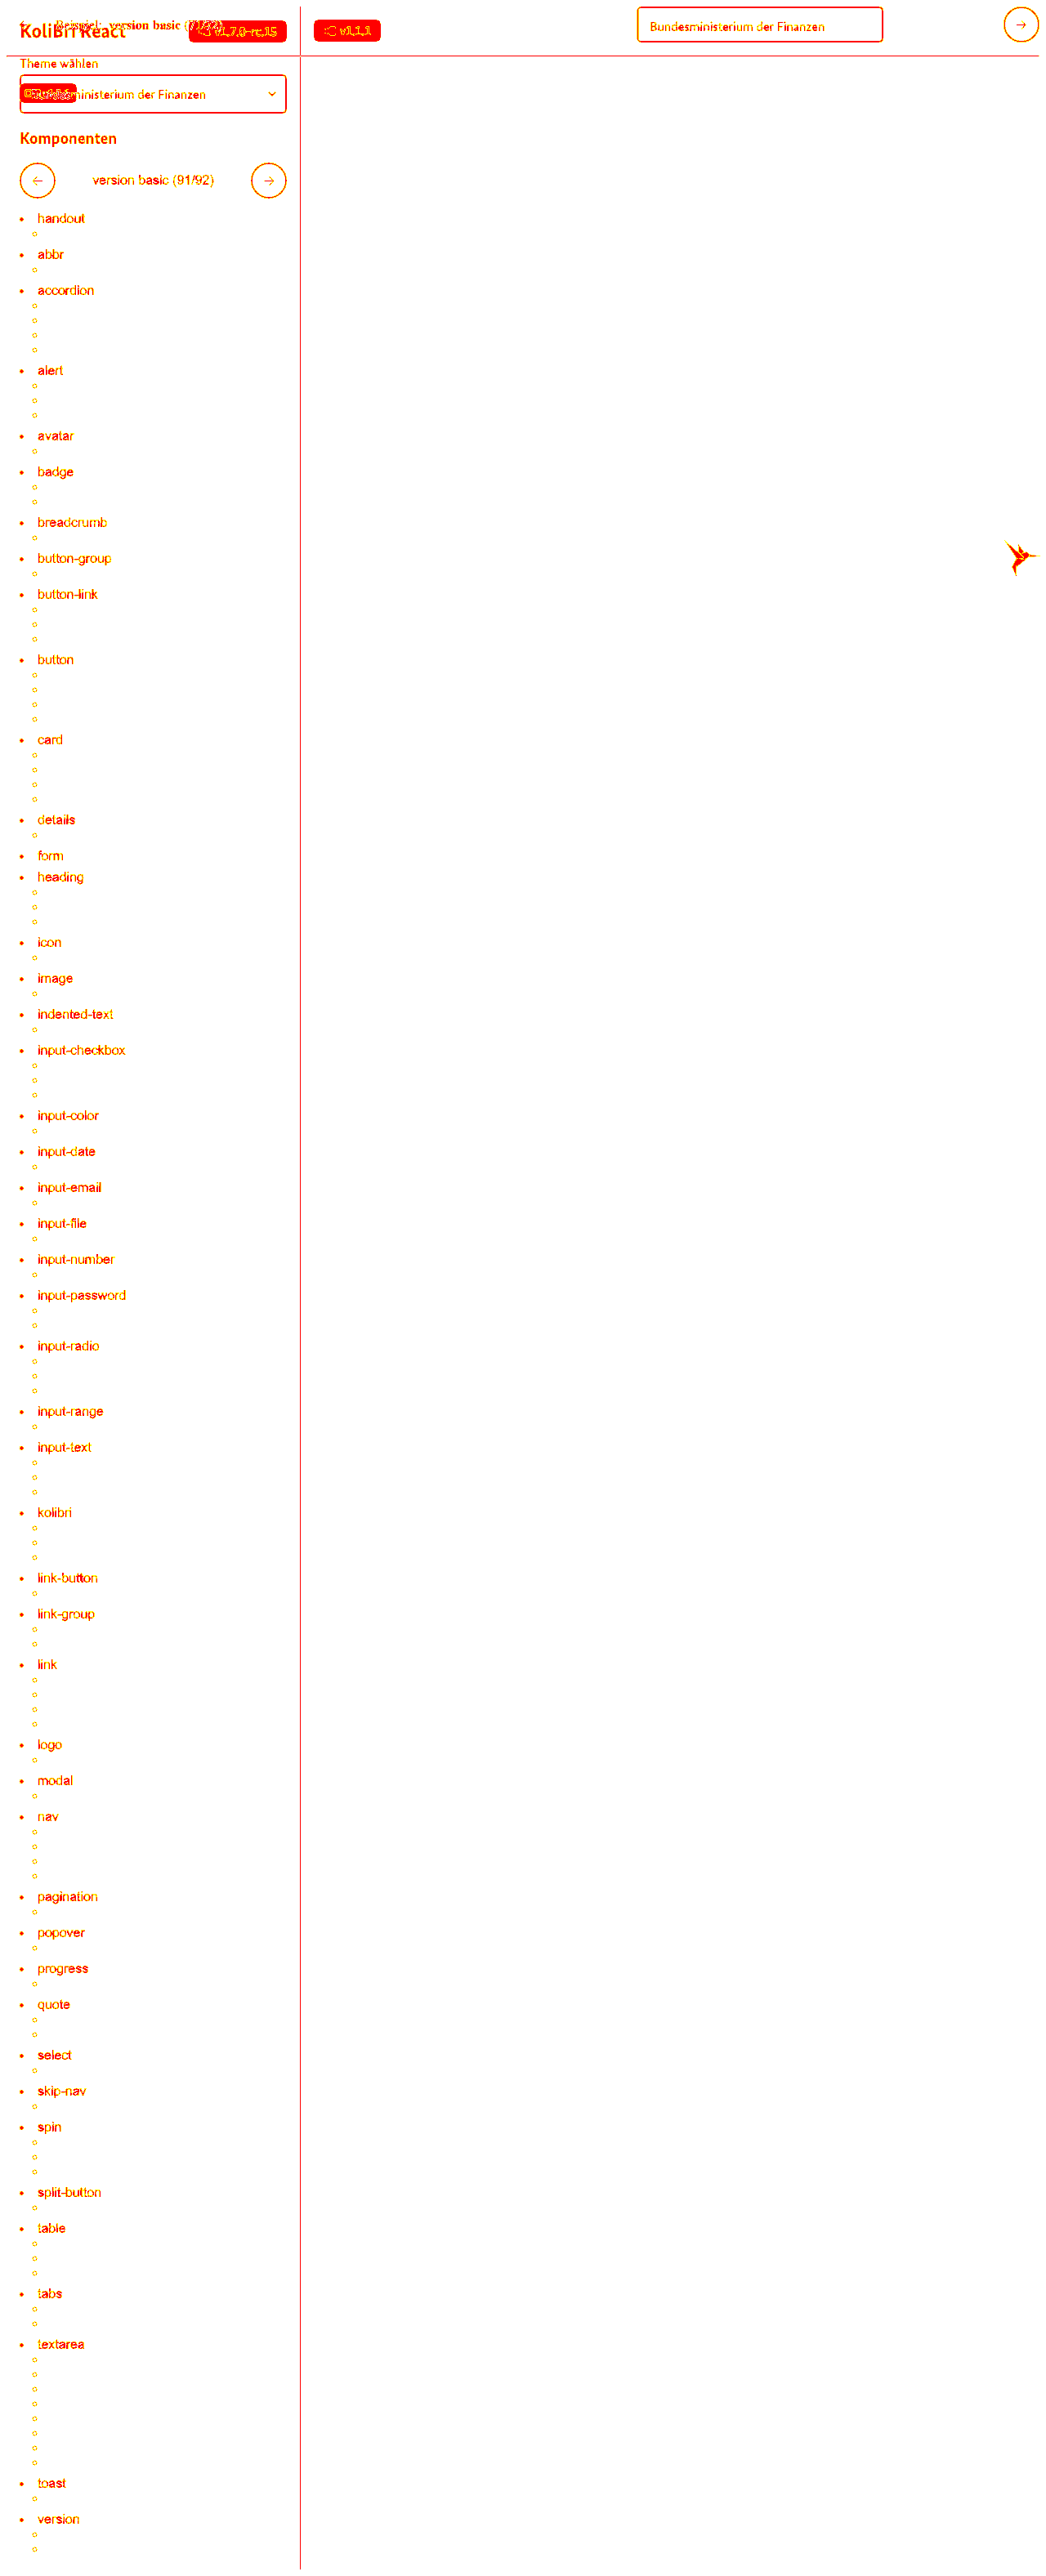 KoliBri React
v1.7.0-rc.15
v1.1.1
Bundesministerium der Finanzen
Theme wählen
Komponenten
version basic (91/92)
handout
abbr
accordion
alert
avatar
badge
breadcrumb
button-group
button-link
button
card
details
form
heading
icon
image
indented-text
input-checkbox
input-color
input-date
input-email
input-file
input-number
input-password
input-radio
input-range
input-text
kolibri
link-button
link-group
link
logo
modal
nav
pagination
popover
progress
quote
select
skip-nav
spin
split-button
table
tabs
textarea
toast
version